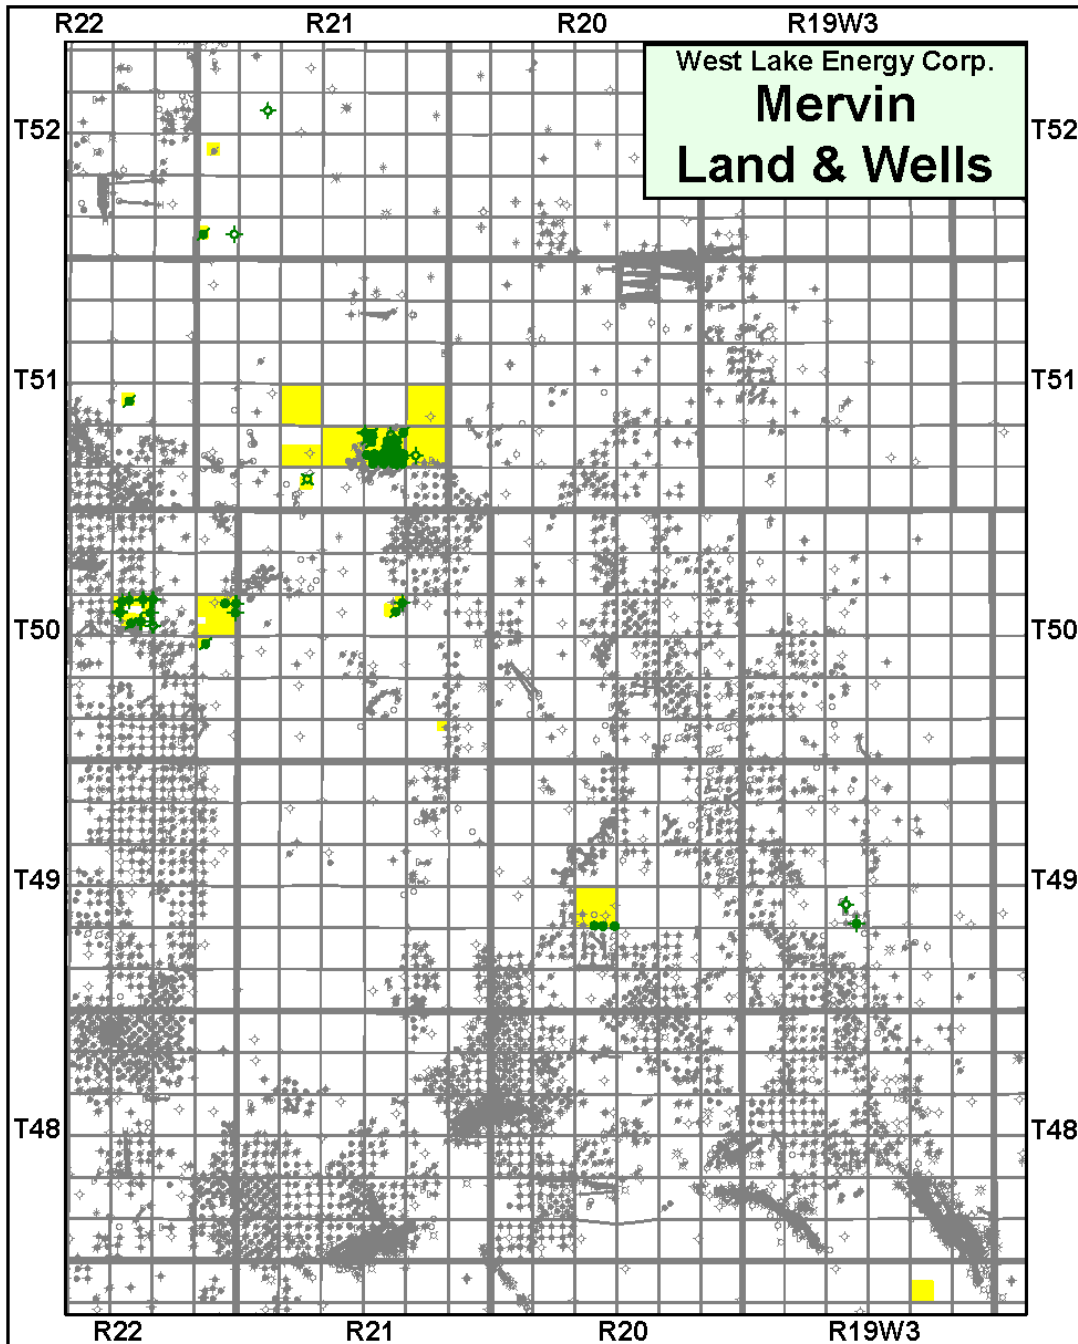 R22 R21 R20 R19W3
West Lake Energy Corp.
Mervin
Land & Wells
T52 T52
T51 T51
T50 T50
T49 T49
T48 T48
R22 R21 R20 R19W3